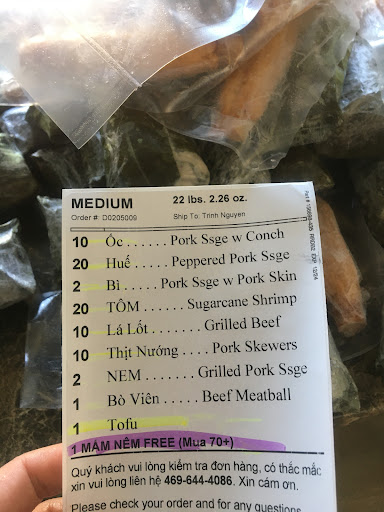 MEDIUM 22 lbs. 2.26 oz.
Order #: D0205009 Ship To: Trinh Nguyen
10 Ốc . . . . . . Pork Ssge w Conch
20 Huế . . . . . Peppered Pork Ssge
2 Bì . . . . . Pork Ssge w Pork Skin
20 TÔM . . . . . . Sugarcane Shrimp
10 Lá Lốt . . . . . . . Grilled Beef
10 Thịt Nướng . . . . Pork Skewers
2 NEM . . . . . . . Grilled Pork Ssge
1 Bò Viên . . . . . Beef Meatball
1 Tofu
1 MẮM NÊM FREE (Mua 70+)
Quý khách vui lòng kiểm tra đơn hàng, có thắc mắc
xin vui lòng liên hệ 469-644-4086. Xin cám ơn.
Please check your order and for any questions